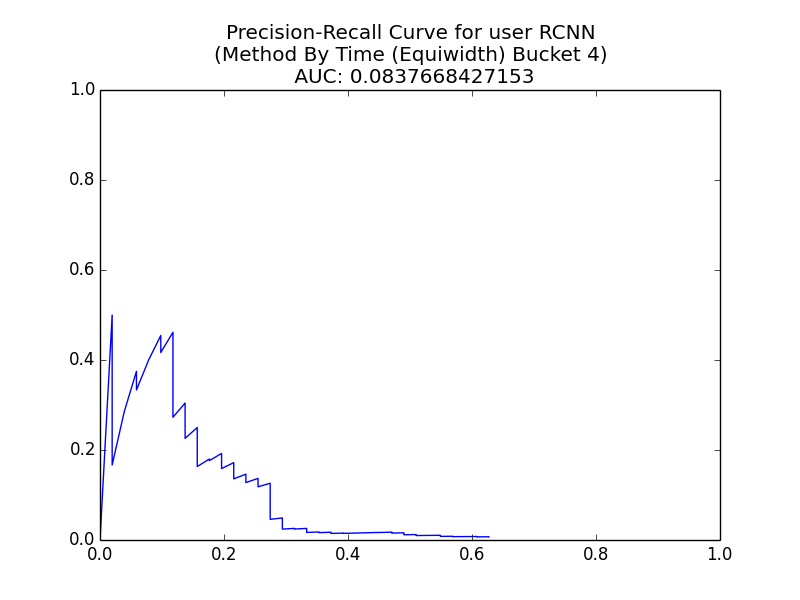 Precision-Recall Curve for user RCNN
(Method By Time (Equiwidth) Bucket 4)
AUC: 0.0837668427153
1.0
0.8
0.6
0.4
0.2
0.0
0.0 0.2 0.4 0.6 0.8 1.0